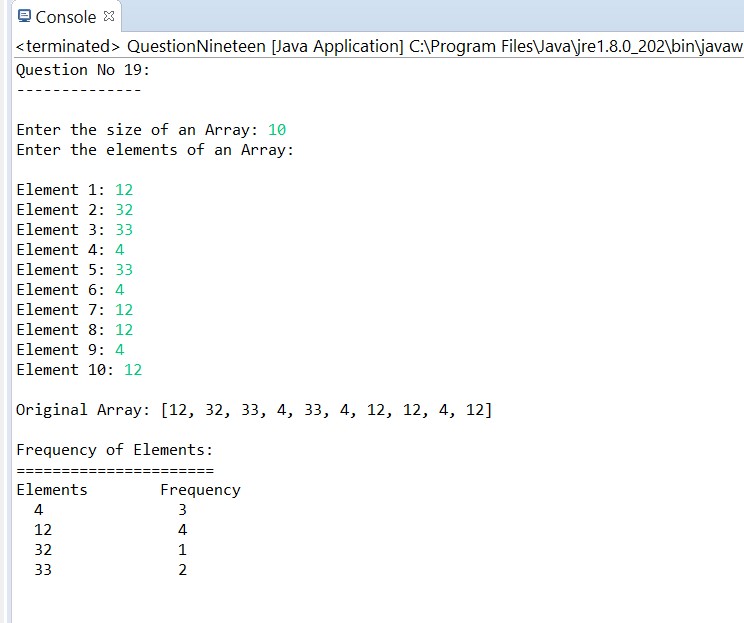 Console
<terminated> QuestionNineteen [Java Application] C:\Program Files\Java\jre1.8.0_202\bin\javaw
Question No 19:
--------------
Enter the size of an Array: 10
Enter the elements of an Array:
Element 1: 12
Element 2: 32
Element 3: 33
Element 4: 4
Element 5: 33
Element 6: 4
Element 7: 12
Element 8: 12
Element 9: 4
Element 10: 12
Original Array: [12, 32, 33, 4, 33, 4, 12, 12, 4, 12]
Frequency of Elements:
======================
Elements        Frequency
  4               3
  12              4
  32              1
  33              2